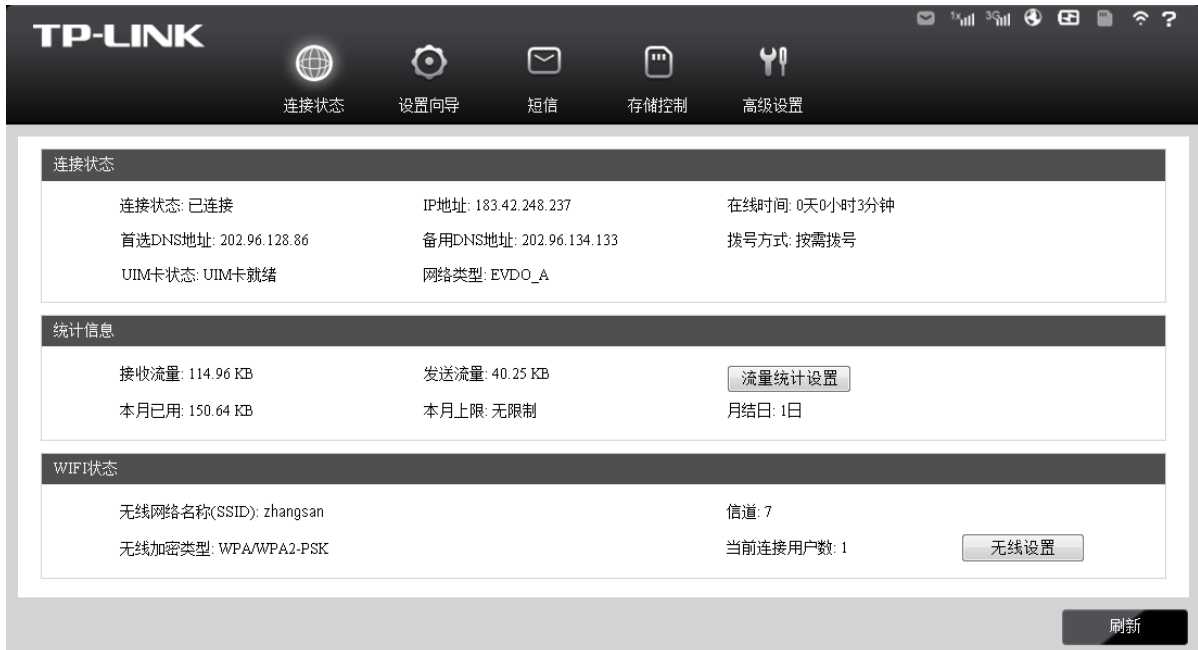 TP-LINK
1x 3G ?
连接状态 设置向导 短信 存储控制 高级设置
连接状态
连接状态: 已连接 IP地址: 183.42.248.237 在线时间: 0天0小时3分钟
首选DNS地址: 202.96.128.86 备用DNS地址: 202.96.134.133 拨号方式: 按需拨号
UIM卡状态: UIM卡就绪 网络类型: EVDO_A
统计信息
接收流量: 114.96 KB 发送流量: 40.25 KB 流量统计设置
本月已用: 150.64 KB 本月上限: 无限制 月结日: 1日
WIFI状态
无线网络名称(SSID): zhangsan 信道: 7
无线加密类型: WPA/WPA2-PSK 当前连接用户数: 1 无线设置
刷新